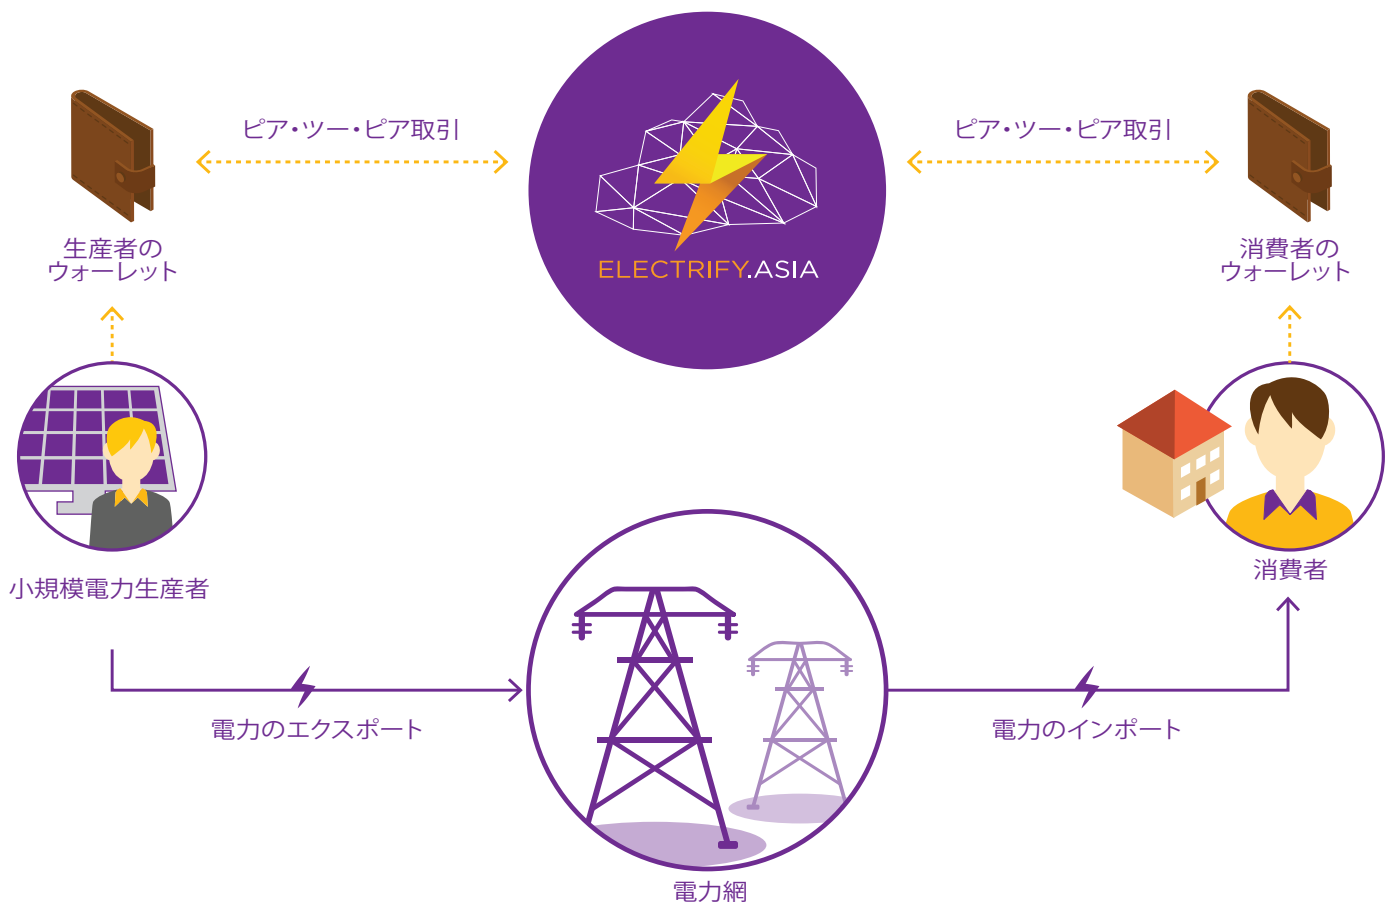 ピア・ツー・ピア取引
ピア・ツー・ピア取引
ELECTRIFY.ASIA
生産者の
ウォーレット
消費者の
ウォーレット
小規模電力生産者
消費者
電力のエクスポート
電力のインポート
電力網